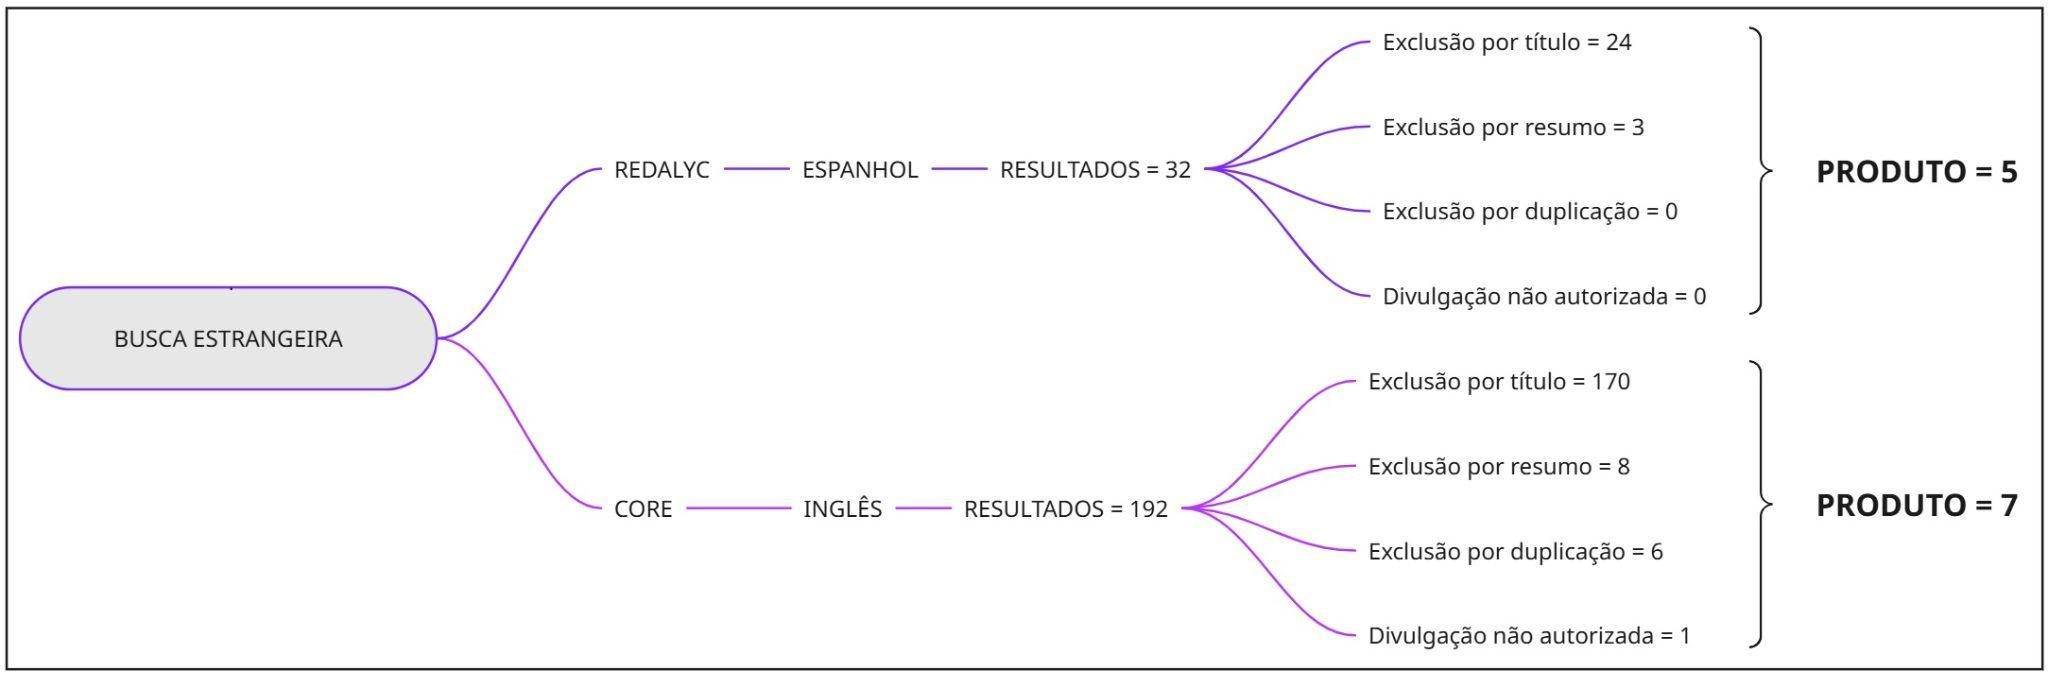 BUSCA ESTRANGEIRA
REDALYC
ESPANHOL
RESULTADOS = 32
Exclusão por título = 24
Exclusão por resumo = 3
Exclusão por duplicação = 0
Divulgação não autorizada = 0
PRODUTO = 5
CORE
INGLÊS
RESULTADOS = 192
Exclusão por título = 170
Exclusão por resumo = 8
Exclusão por duplicação = 6
Divulgação não autorizada = 1
PRODUTO = 7